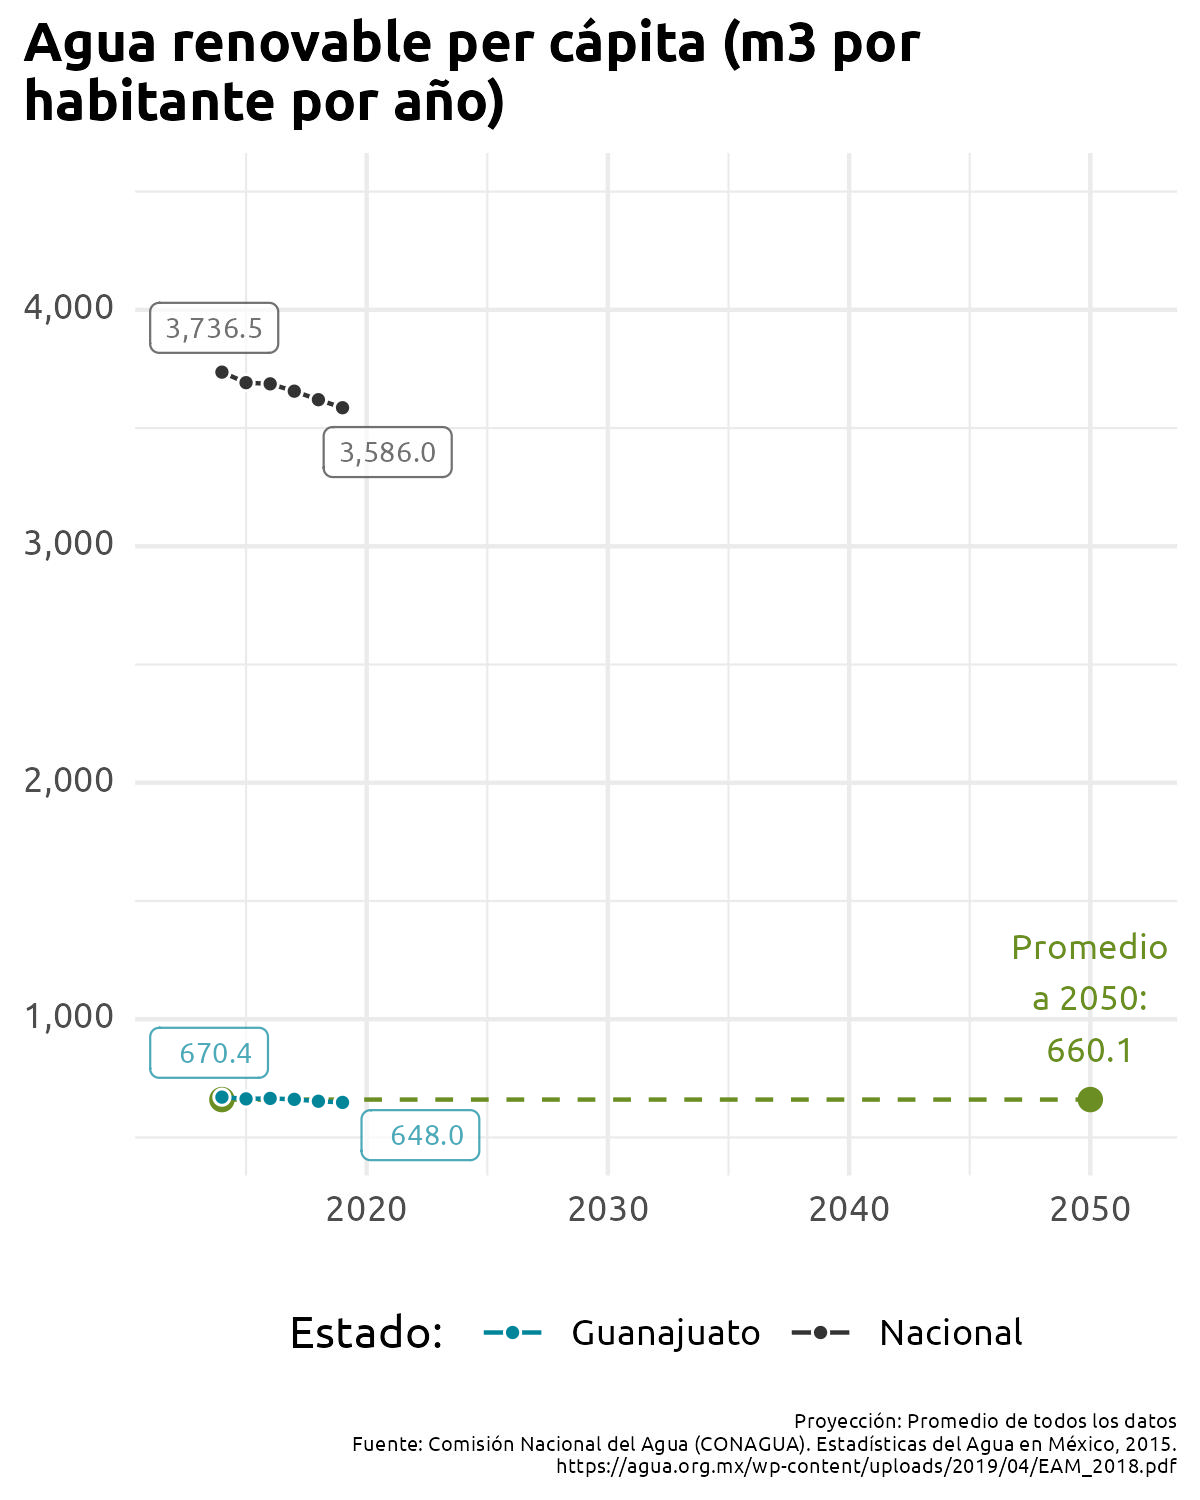 Agua renovable per cápita (m3 por
habitante por año)
4,000
3,736.5
3,586.0
3,000
2,000
Promedio
a 2050:
660.1
1,000
670.4
648.0
2020 2030 2040 2050
Estado: Guanajuato Nacional
Proyección: Promedio de todos los datos
Fuente: Comisión Nacional del Agua (CONAGUA). Estadísticas del Agua en México, 2015.
https://agua.org.mx/wp-content/uploads/2019/04/EAM_2018.pdf